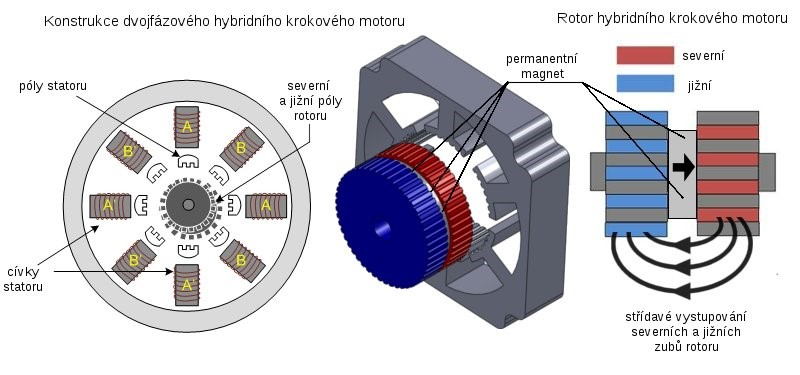 Konstrukce dvojfázového hybridního krokového motoru
Rotor hybridního krokového motoru
póly statoru
severní
a jižní póly
rotoru
permanentní
magnet
severní
jižní
A
B
B
A'
A
B'
B'
A'
cívky
statoru
střídavé vystupování
severních a jižních
zubů rotoru